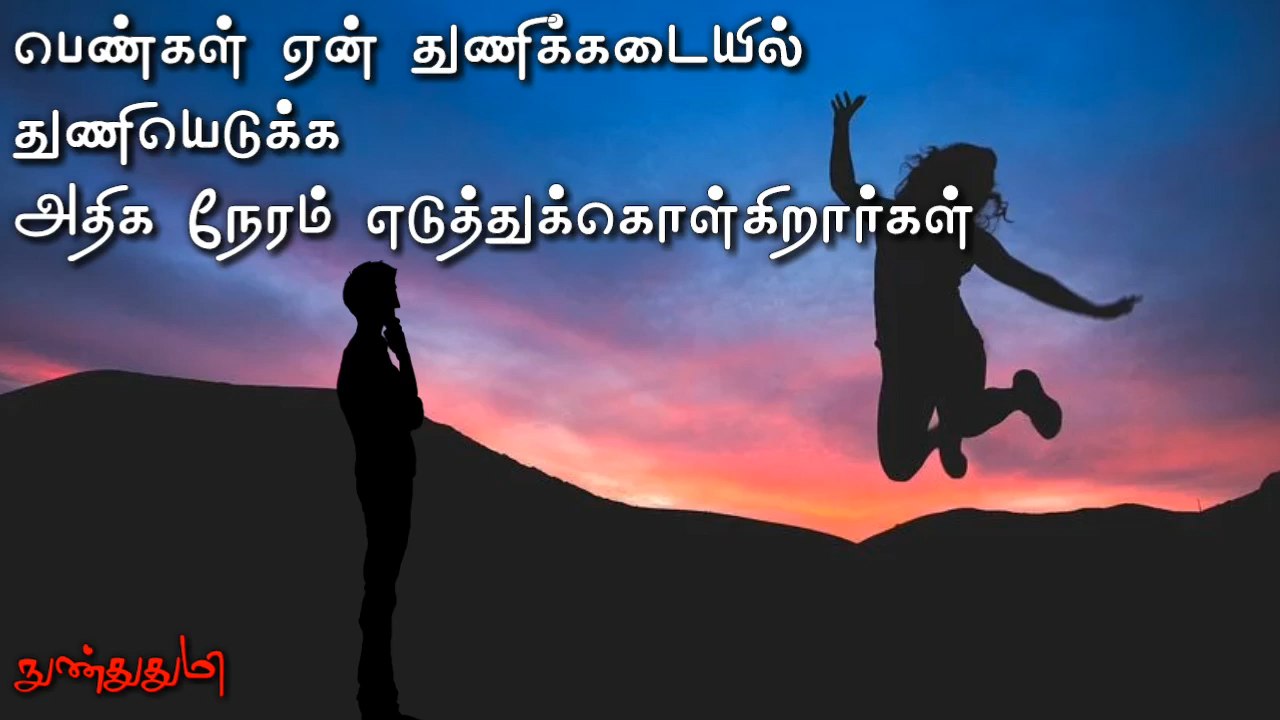 பெண்கள் ஏன் துணிக்கடையில்
துணியெடுக்க
அதிக நேரம் எடுத்துக்கொள்கிறார்கள்
நுண்துதுமி